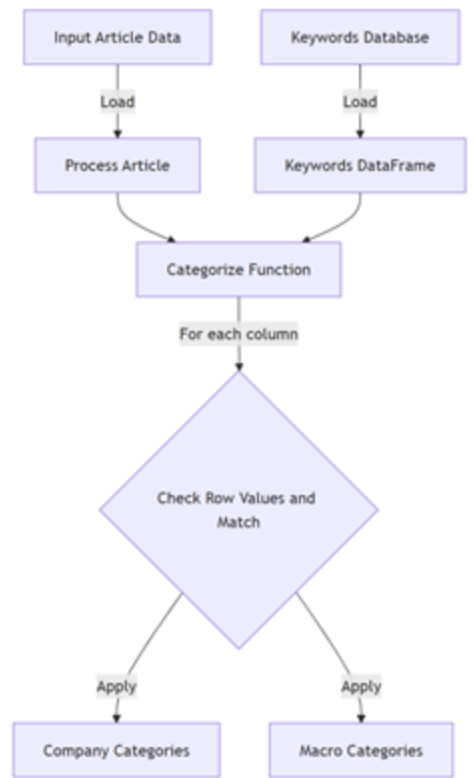 Input Article Data
Keywords Database
Load
Load
Process Article
Keywords DataFrame
Categorize Function
For each column
Check Row Values and
Match
Apply
Apply
Company Categories
Macro Categories